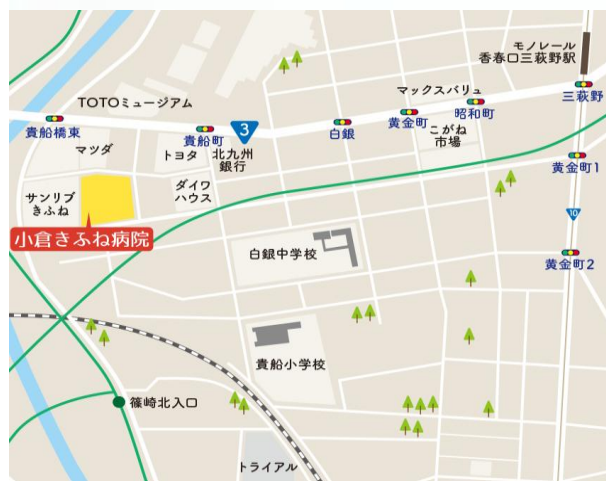 モノレール
香春口三萩野駅
TOTOミュージアム
マックスバリュ
三萩野
貴船橋東
昭和町
黄金町
3
白銀
貴船町
こがね
市場
マツダ
トヨタ
北九州
銀行
黄金町1
ダイワ
ハウス
サンリブ
きふね
10
小倉きふね病院
白銀中学校
黄金町2
貴船小学校
篠崎北入口
トライアル